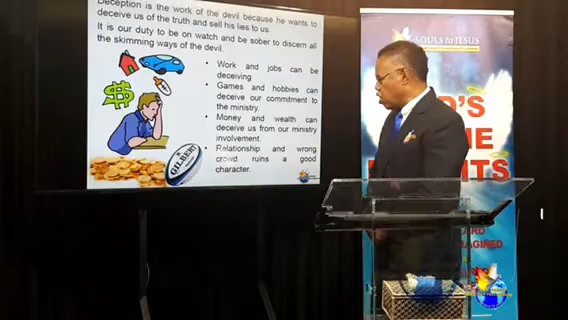 Deception is the work of the devil because he wants to
deceive us of the truth and sell his lies to us.
It is our duty to be on watch and be sober to discern all
the skimming ways of the devil.
• Work and jobs can be
deceiving
• Games and hobbies can
deceive our commitment to
the ministry.
• Money and wealth can
deceive us from our ministry
involvement.
• Relationship and wrong
crowd ruins a good
character.
$
GILBERT
SOULS to JESUS
D'S